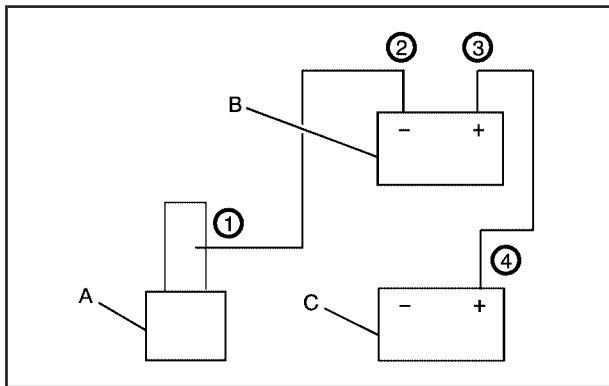 ② ③
B
− +
①
④
A
C
− +